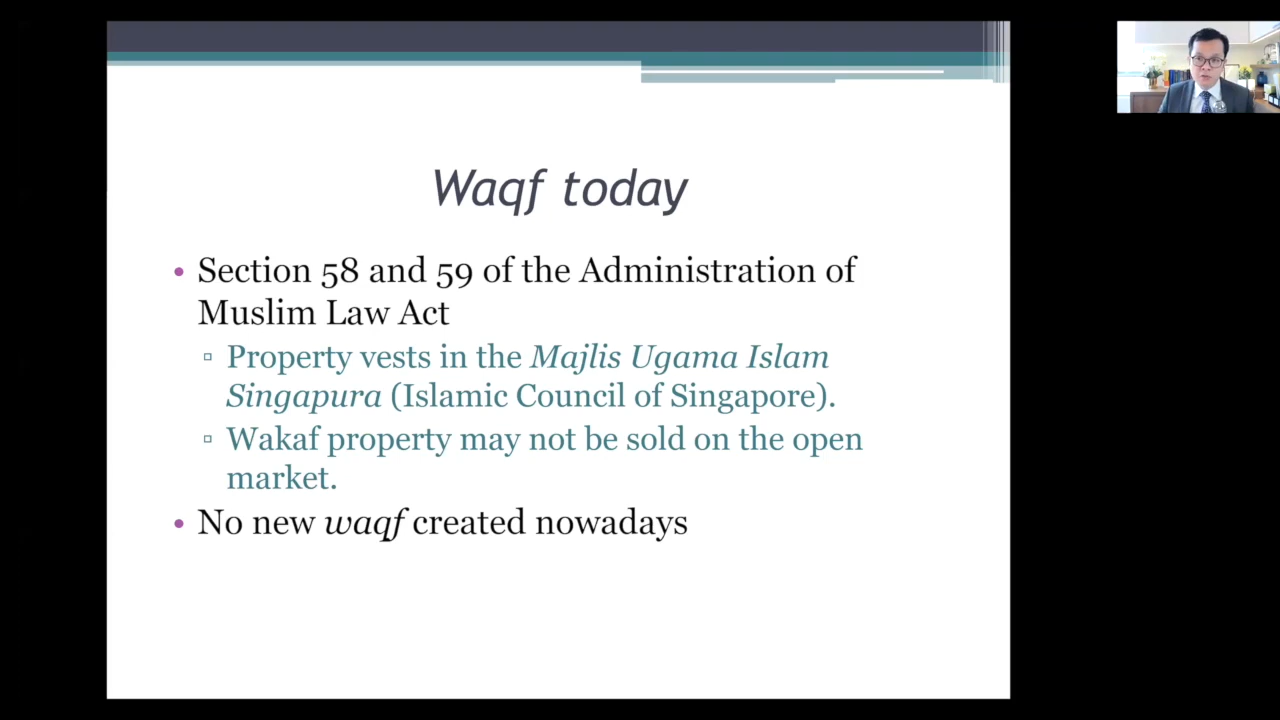 Waqf today
• Section 58 and 59 of the Administration of
Muslim Law Act
▫ Property vests in the Majlis Ugama Islam
Singapura (Islamic Council of Singapore).
▫ Wakaf property may not be sold on the open
market.
• No new waqf created nowadays